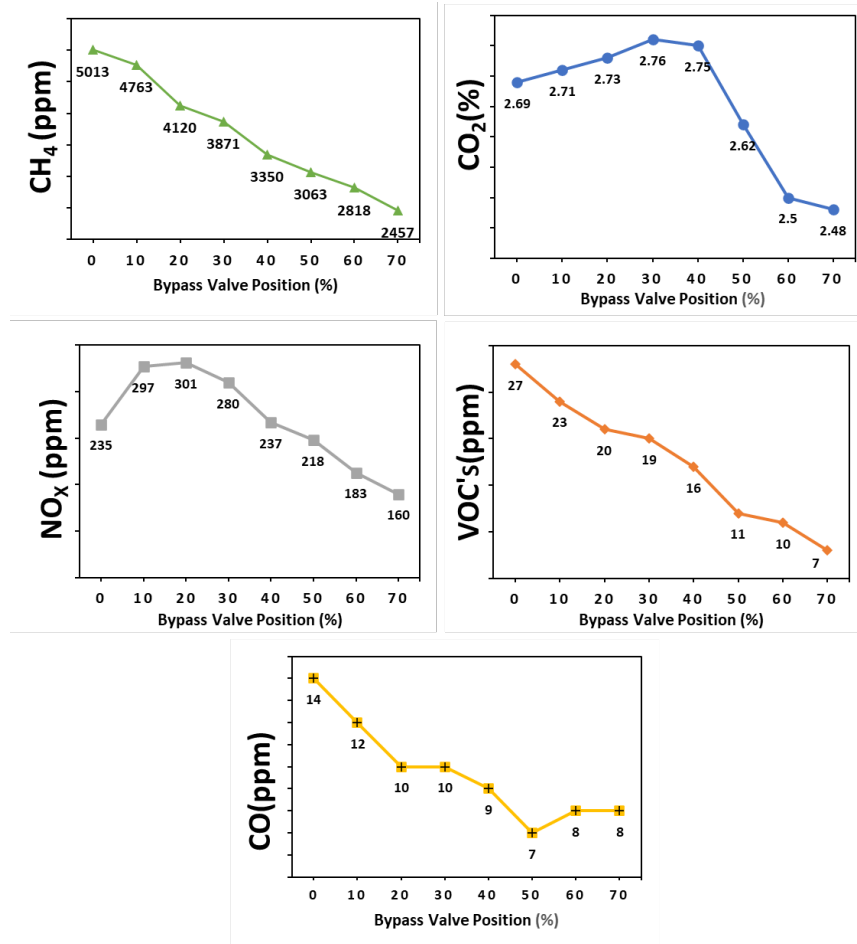 CH4 (ppm)
5013
4763
4120
3871
3350
3063
2818
2457
0 10 20 30 40 50 60 70
Bypass Valve Position (%)
CO2(%)
2.69
2.71
2.73
2.76
2.75
2.62
2.5
2.48
0 10 20 30 40 50 60 70
Bypass Valve Position (%)
NOX (ppm)
235
297
301
280
237
218
183
160
0 10 20 30 40 50 60 70
Bypass Valve Position (%)
VOC's(ppm)
27
23
20
19
16
11
10
7
0 10 20 30 40 50 60 70
Bypass Valve Position (%)
CO(ppm)
14
12
10
10
9
7
8
8
0 10 20 30 40 50 60 70
Bypass Valve Position (%)